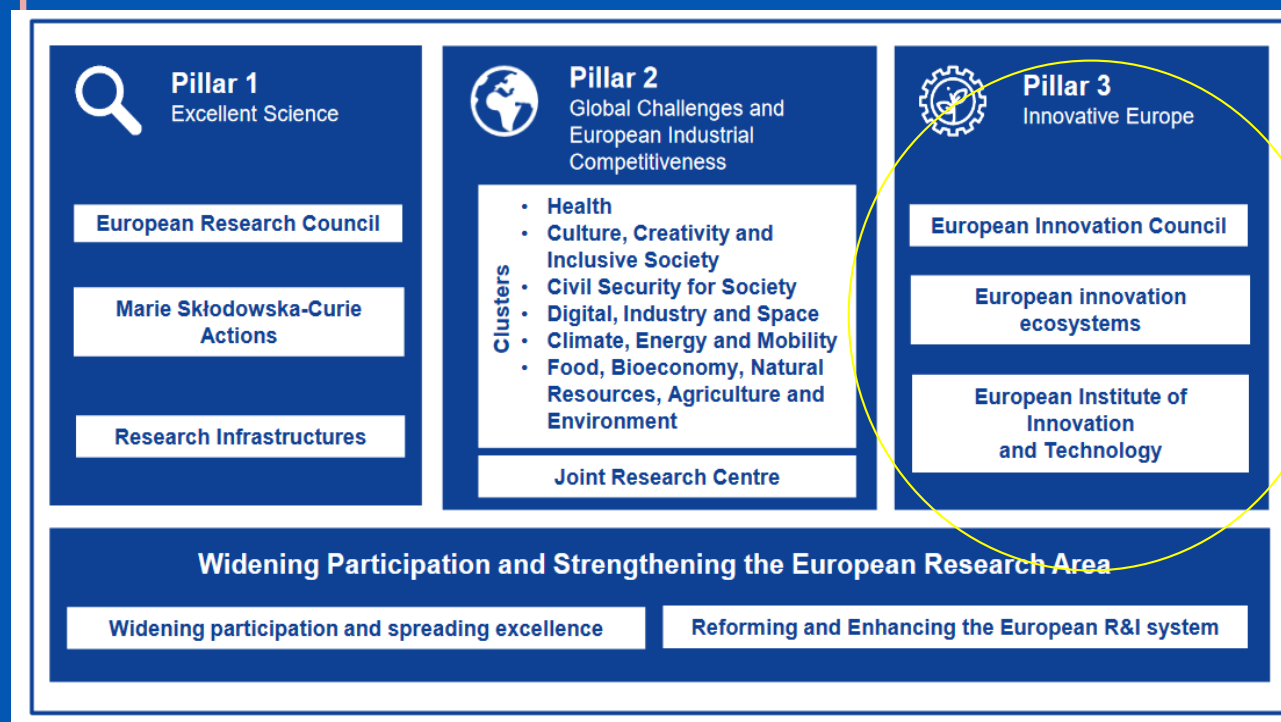 Pillar 1
Excellent Science
European Research Council
Marie Skłodowska-Curie
Actions
Research Infrastructures
Pillar 2
Global Challenges and
European Industrial
Competitiveness
Clusters
• Health
• Culture, Creativity and
Inclusive Society
• Civil Security for Society
• Digital, Industry and Space
• Climate, Energy and Mobility
• Food, Bioeconomy, Natural
Resources, Agriculture and
Environment
Joint Research Centre
Pillar 3
Innovative Europe
European Innovation Council
European innovation
ecosystems
European Institute of
Innovation
and Technology
Widening Participation and Strengthening the European Research Area
Widening participation and spreading excellence
Reforming and Enhancing the European R&I system